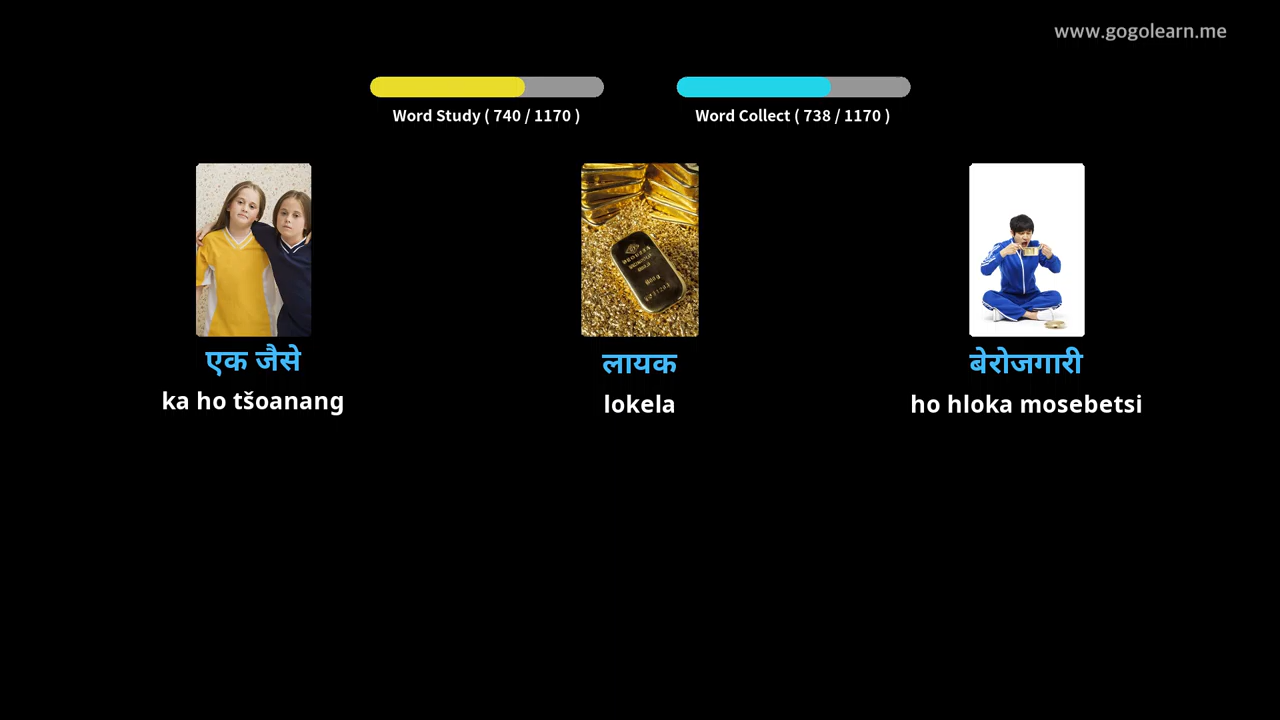 www.gogolearn.me
Word Study ( 740 / 1170 )
Word Collect ( 738 / 1170 )
एक जैसे
ka ho tšoanang
लायक
lokela
बेरोजगारी
ho hloka mosebetsi